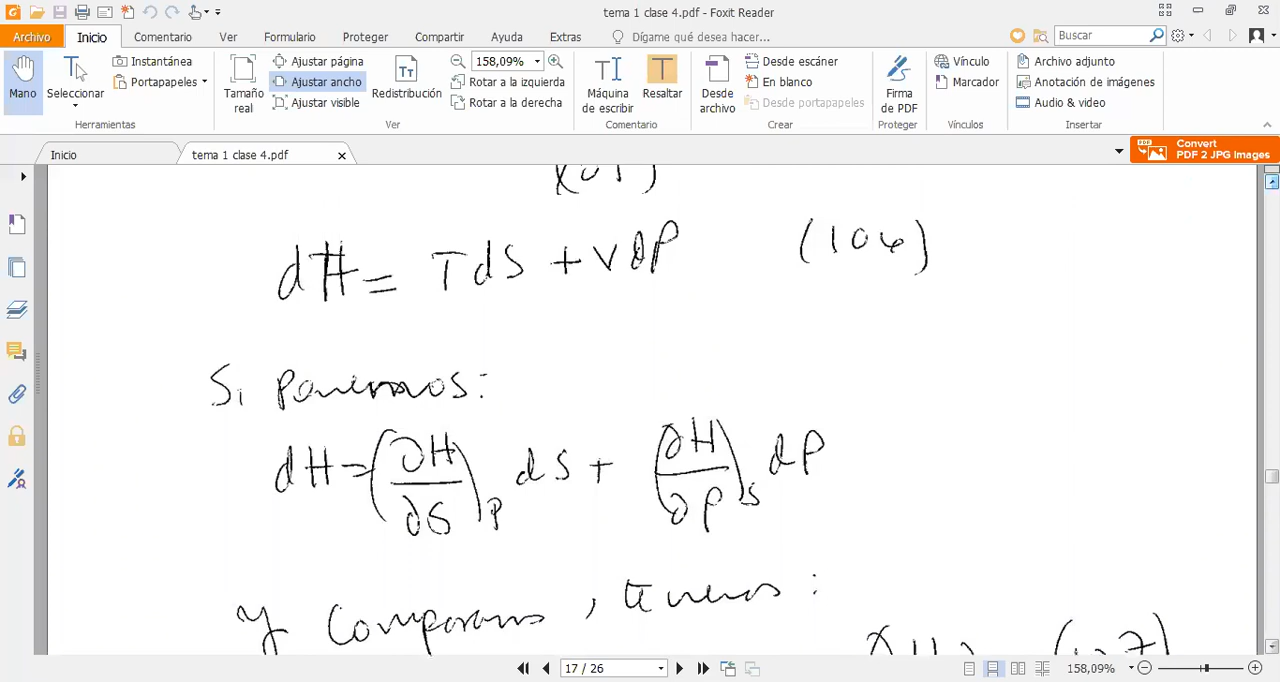 tema 1 clase 4.pdf - Foxit Reader
Archivo Inicio Comentario Ver Formulario Proteger Compartir Ayuda Extras Dígame qué desea hacer... Buscar
Mano
Seleccionar
Instantánea
Portapapeles
Herramientas
Tamaño real
Ajustar página
Ajustar ancho
Ajustar visible
Redistribución
158,09%
Rotar a la izquierda
Rotar a la derecha
Ver
Máquina de escribir
Resaltar
Comentario
Desde archivo
Desde escáner
En blanco
Desde portapapeles
Crear
Firma de PDF
Proteger
Vínculo
Marcador
Vínculos
Archivo adjunto
Anotación de imágenes
Audio & video
Insertar
Inicio
tema 1 clase 4.pdf
Convert
PDF 2 JPG Images
dH = TdS + VdP (106)
Si ponemos:
dH = (∂H/∂S)_P dS + (∂H/∂P)_S dP
Y comparamos, tenemos:
(107)
17 / 26
158,09%